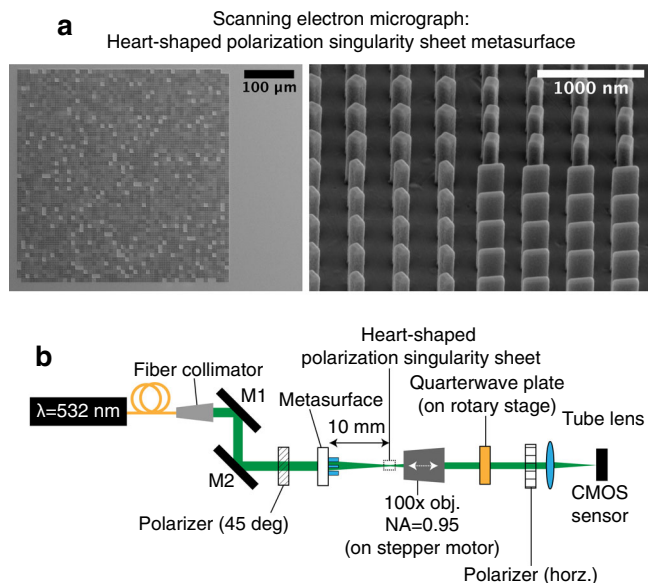 a
Scanning electron micrograph:
Heart-shaped polarization singularity sheet metasurface
100 μm
1000 nm
b
Heart-shaped
polarization singularity sheet
Fiber collimator
M1
Quarterwave plate
(on rotary stage)
Metasurface
λ=532 nm
10 mm
Tube lens
M2
Polarizer (45 deg)
100x obj.
NA=0.95
(on stepper motor)
CMOS
sensor
Polarizer (horz.)